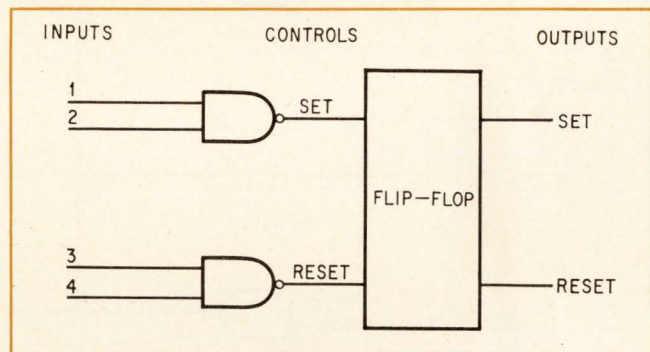 INPUTS CONTROLS OUTPUTS
1
2
SET
SET
FLIP-FLOP
3
4
RESET
RESET